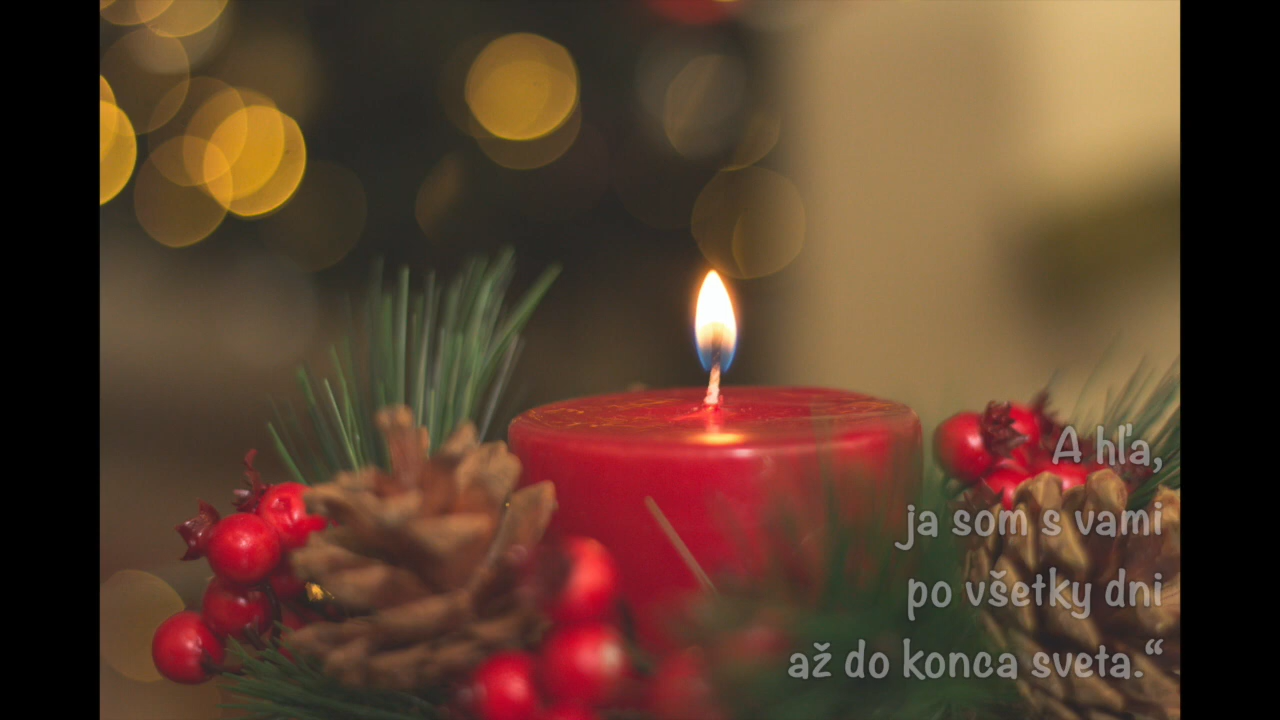 A hľa,
ja som s vami
po všetky dni
až do konca sveta.“